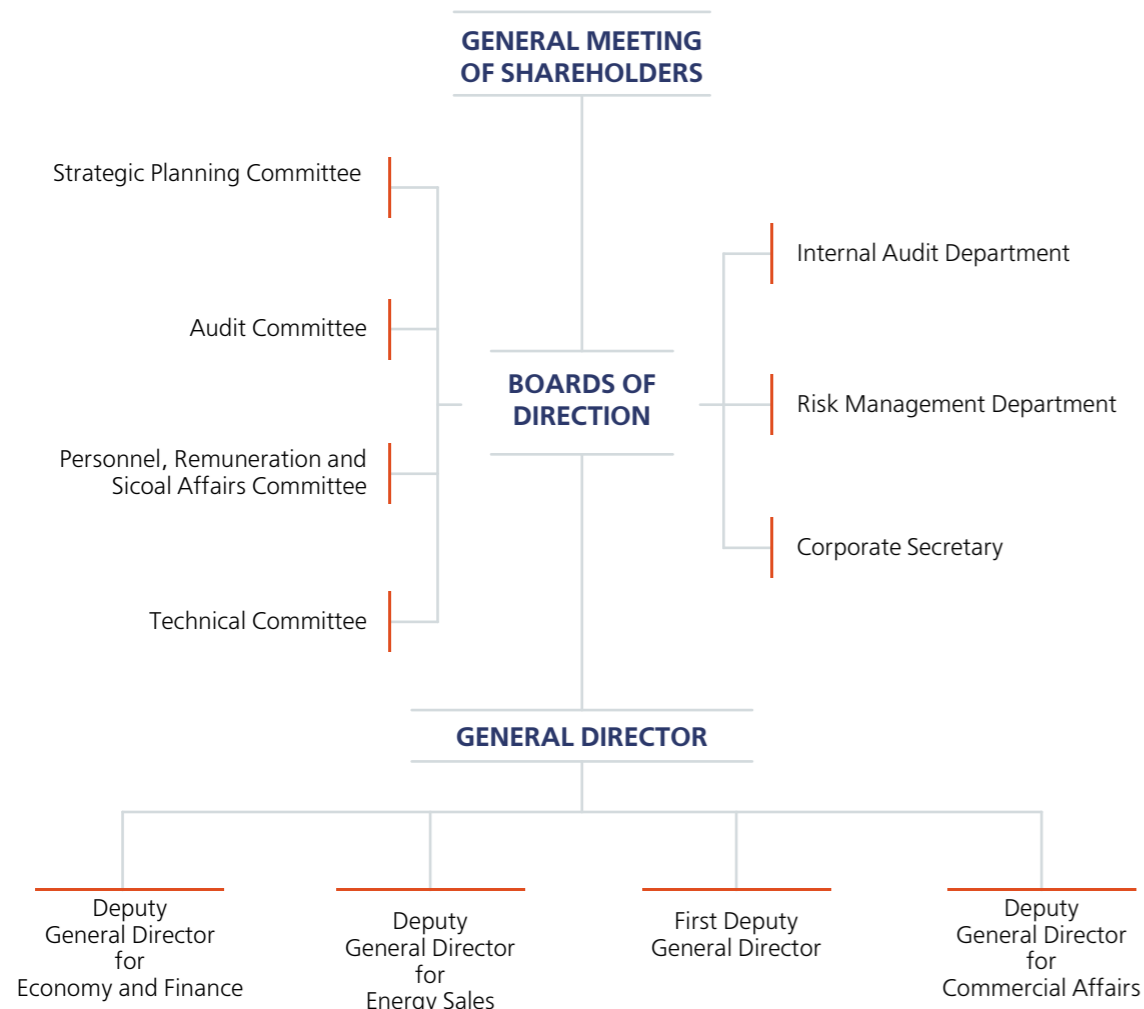 GENERAL MEETING
OF SHAREHOLDERS
Strategic Planning Committee
Audit Committee
Personnel, Remuneration and
Sicoal Affairs Committee
Technical Committee
BOARDS OF
DIRECTION
Internal Audit Department
Risk Management Department
Corporate Secretary
GENERAL DIRECTOR
Deputy
General Director
for
Economy and Finance
Deputy
General Director
for
Energy Sales
First Deputy
General Director
Deputy
General Director
for
Commercial Affairs